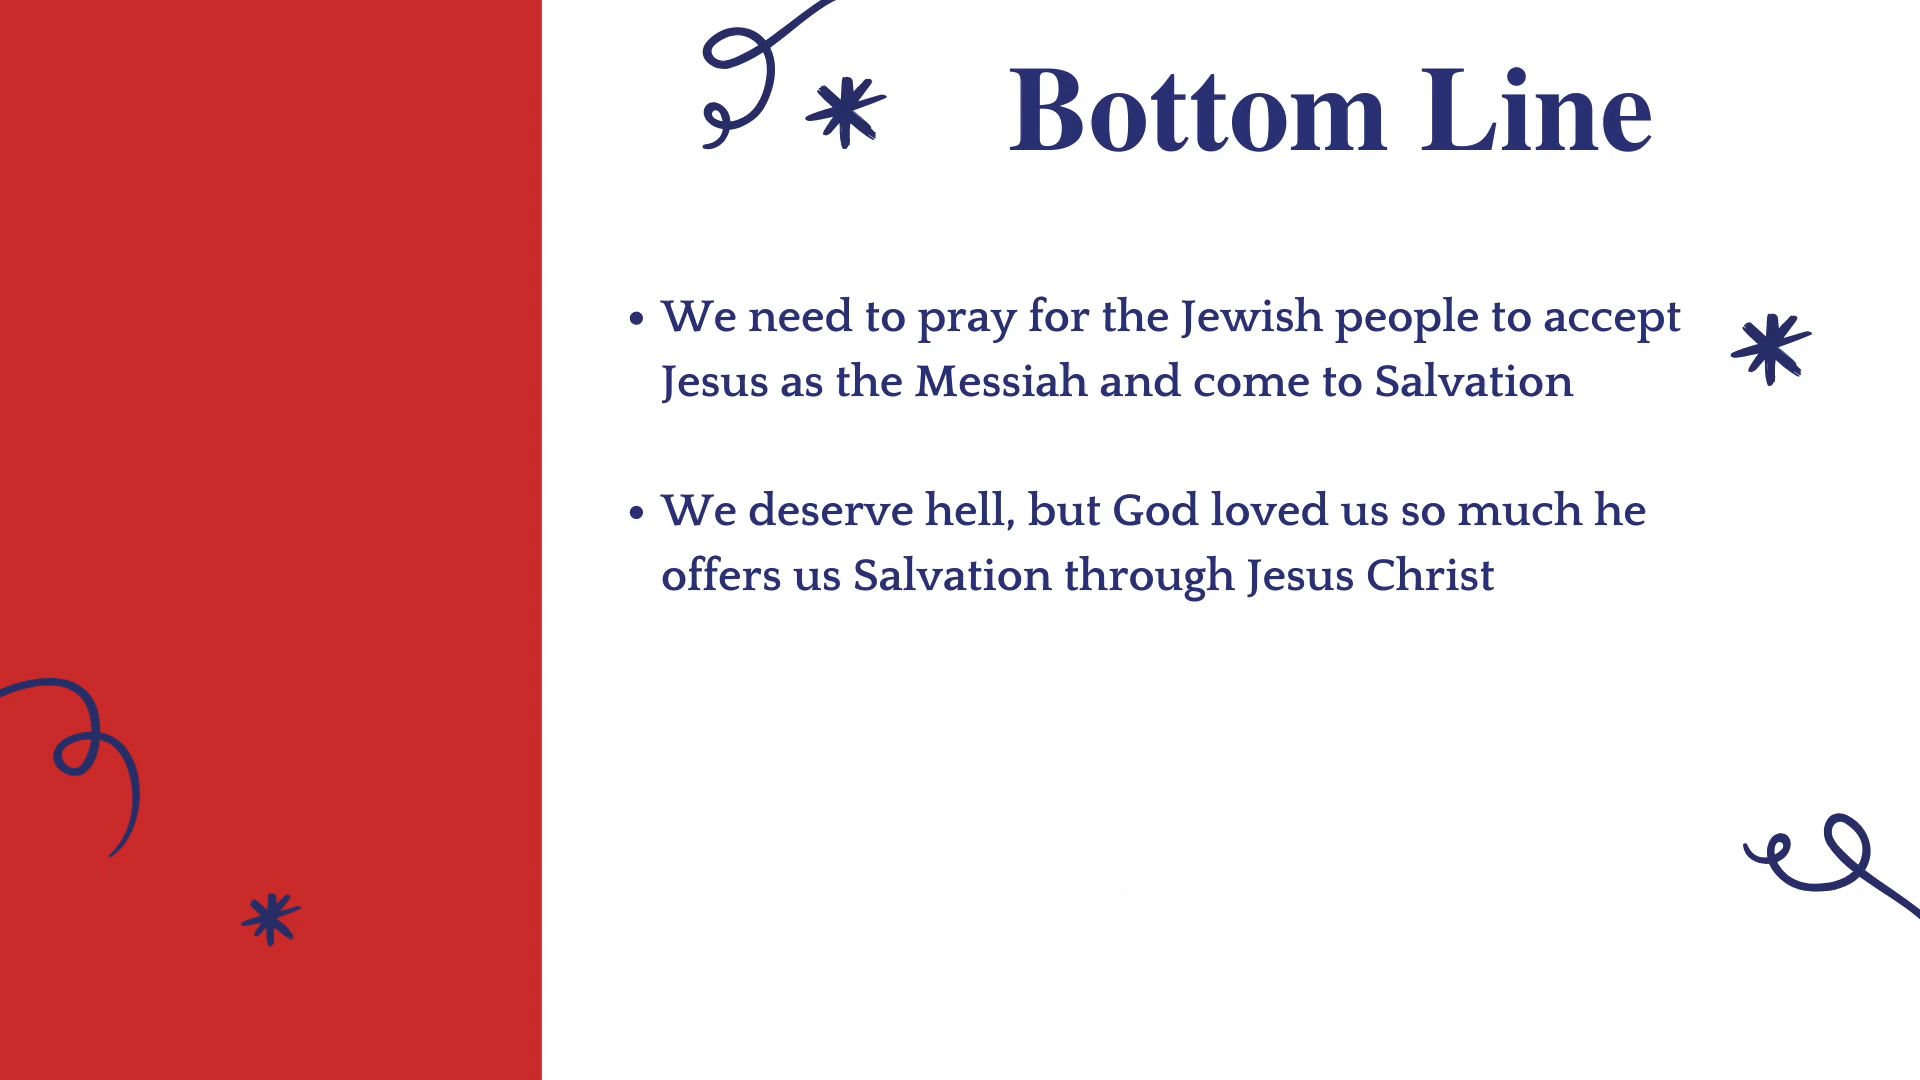 Bottom Line
• We need to pray for the Jewish people to accept
Jesus as the Messiah and come to Salvation
• We deserve hell, but God loved us so much he
offers us Salvation through Jesus Christ